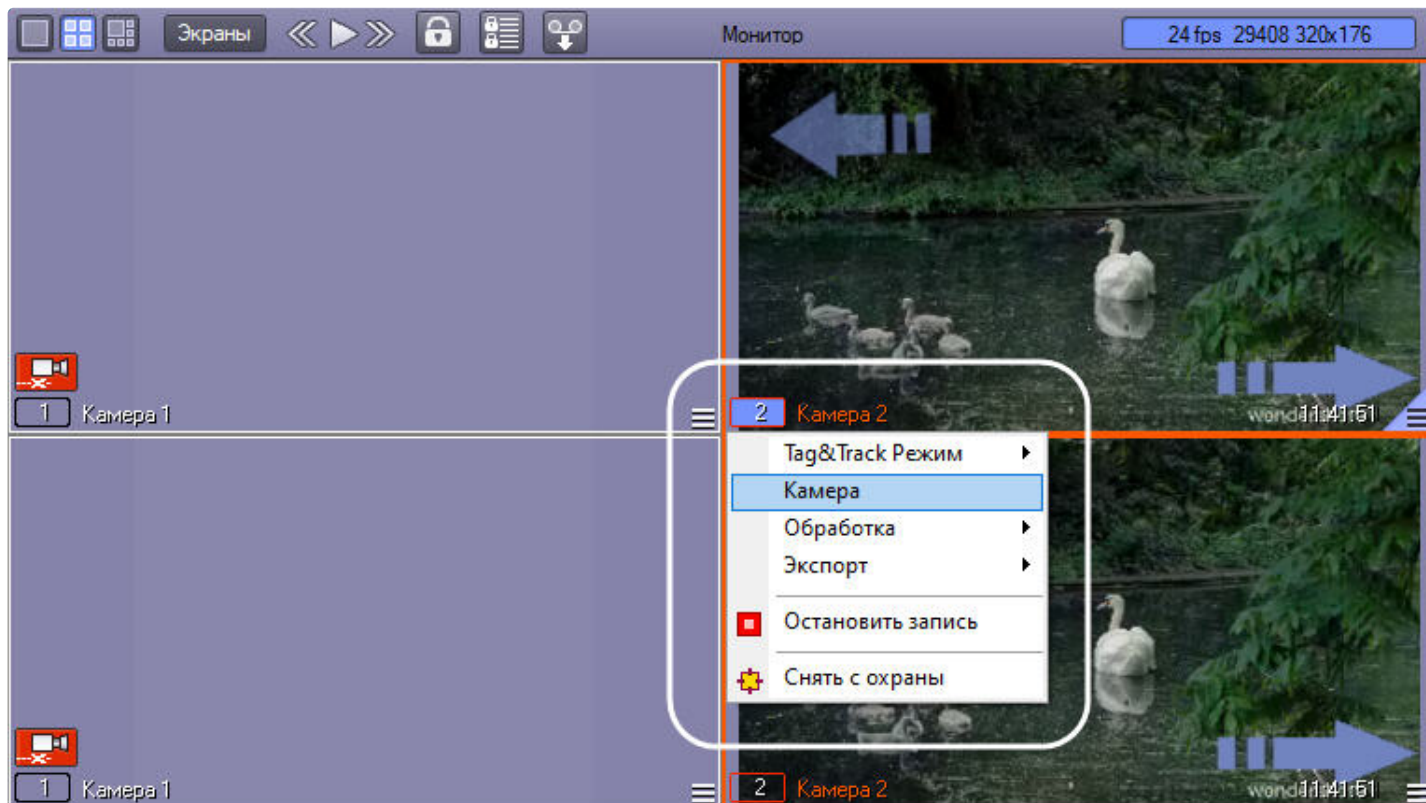 Экраны
Монитор
24 fps 29408 320x176
1 Камера 1
2 Камера 2
11:41:51
Tag&Track Режим
Камера
Обработка
Экспорт
Остановить запись
Снять с охраны
1 Камера 1
2 Камера 2
11:41:51